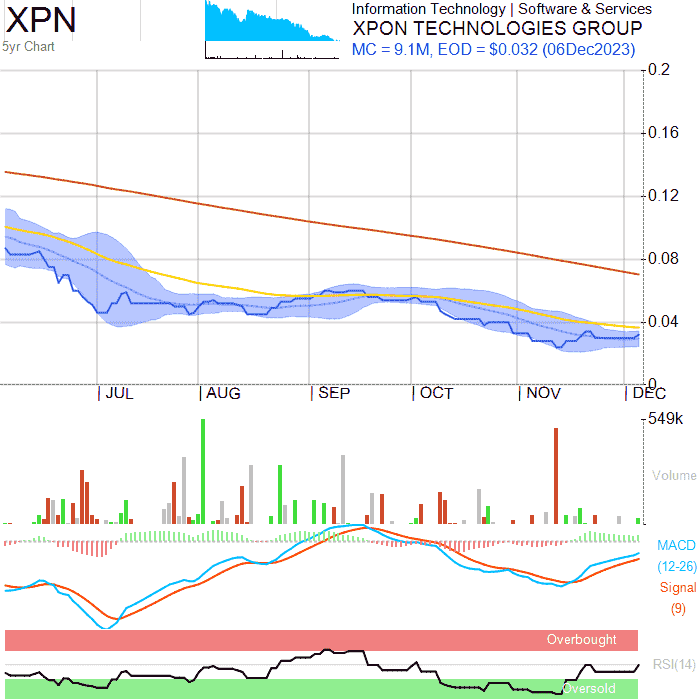 XPN
5yr Chart
Information Technology | Software & Services
XPON TECHNOLOGIES GROUP
MC = 9.1M, EOD = $0.032 (06Dec2023)
0.2
0.16
0.12
0.08
0.04
0
JUL
AUG
SEP
OCT
NOV
DEC
549k
Volume
MACD
(12-26)
Signal
(9)
Overbought
RSI(14)
Oversold